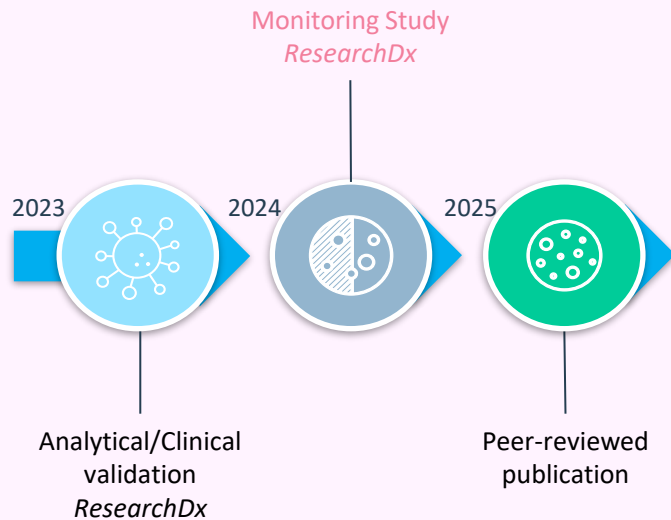 Monitoring Study
ResearchDx
2023
2024
2025
Analytical/Clinical
validation
ResearchDx
Peer-reviewed
publication